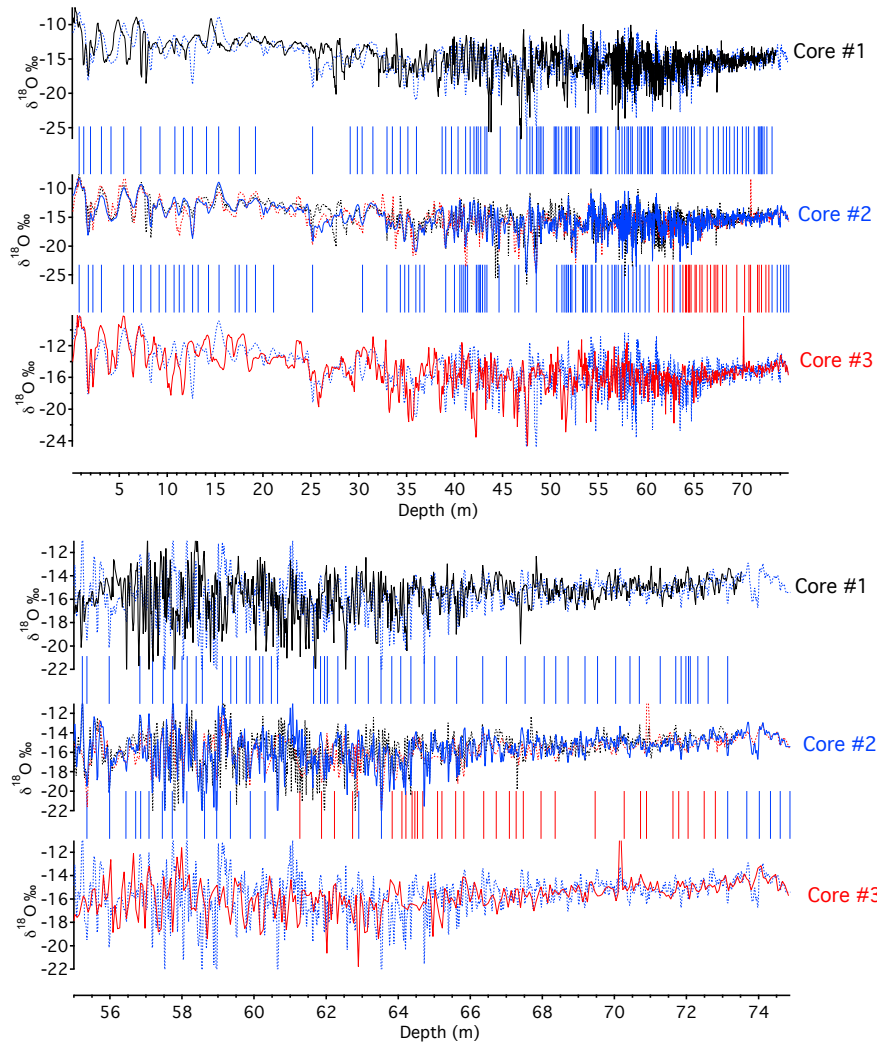 -10
-15
-20
-25
δ18O ‰
Core #1
-10
-15
-20
-25
δ18O ‰
Core #2
-12
-16
-20
-24
δ18O ‰
Core #3
5 10 15 20 25 30 35 40 45 50 55 60 65 70
Depth (m)
-12
-14
-16
-18
-20
-22
δ18O ‰
Core #1
-12
-14
-16
-18
-20
-22
δ18O ‰
Core #2
-12
-14
-16
-18
-20
-22
δ18O ‰
Core #3
56 58 60 62 64 66 68 70 72 74
Depth (m)